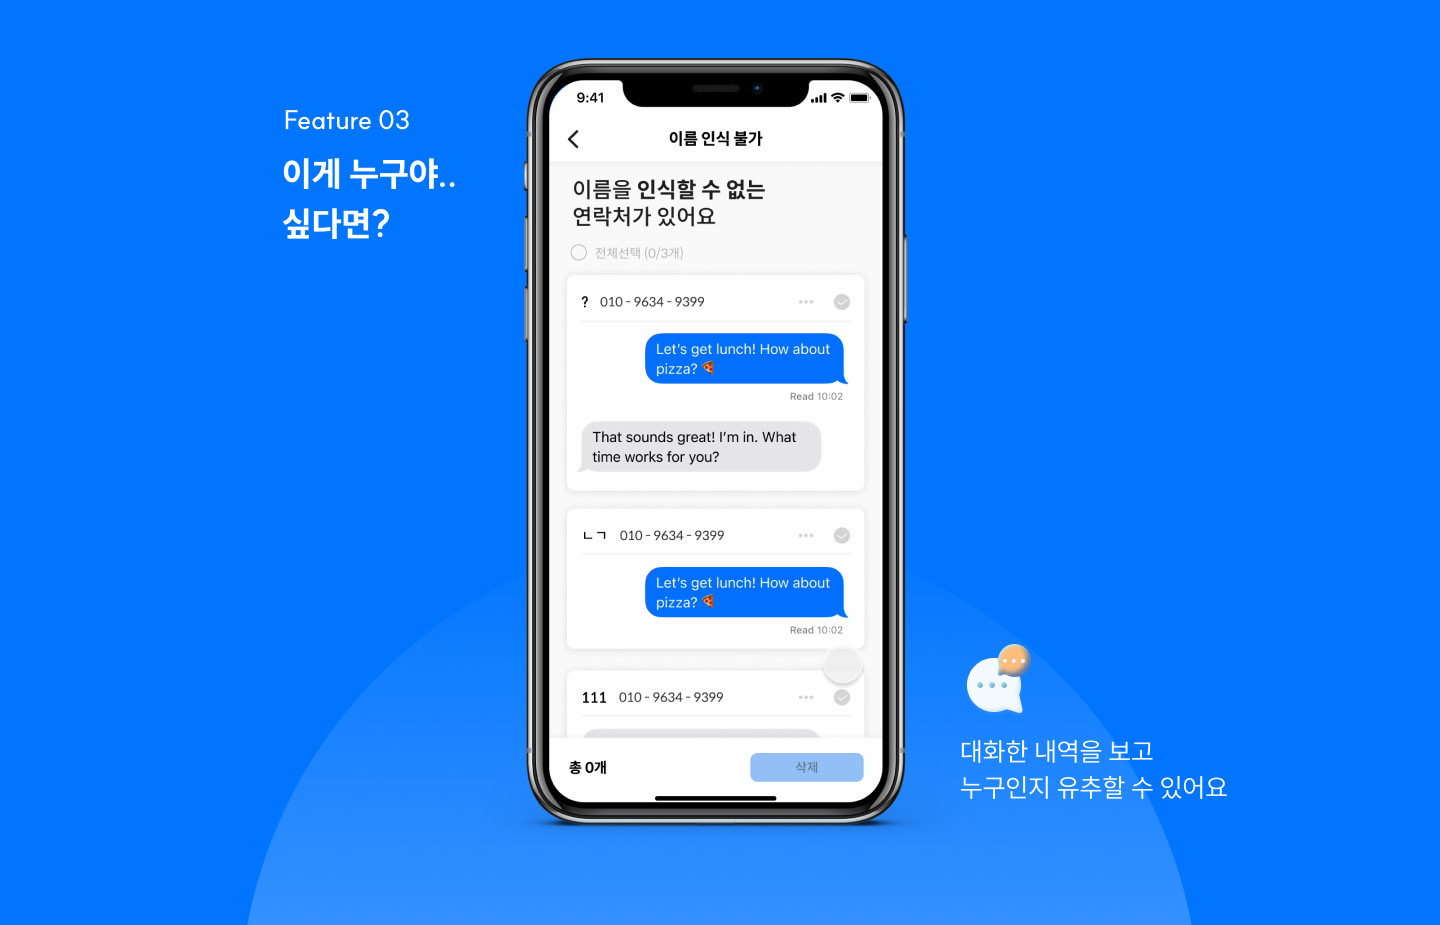 Feature 03
이게 누구야..
싶다면?
9:41
이름 인식 불가
이름을 인식할 수 없는
연락처가 있어요
전체선택 (0/3개)
? 010 - 9634 - 9399
Let's get lunch! How about
pizza? 🍕
Read 10:02
That sounds great! I'm in. What
time works for you?
ㄴㄱ 010 - 9634 - 9399
Let's get lunch! How about
pizza? 🍕
Read 10:02
111 010 - 9634 - 9399
총 0개
삭제
대화한 내역을 보고
누구인지 유추할 수 있어요